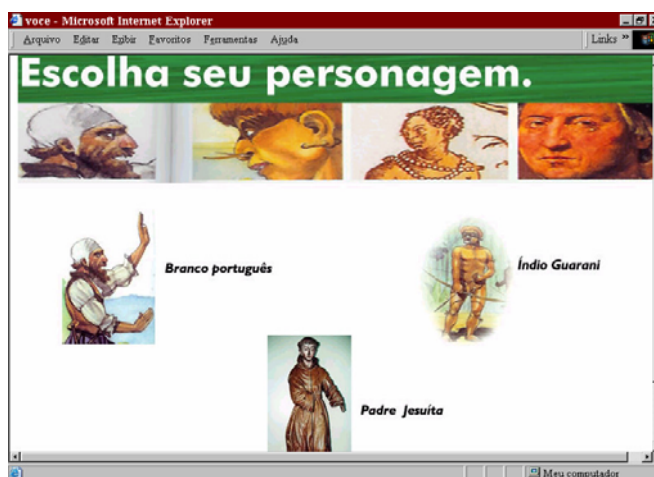 voce - Microsoft Internet Explorer
Arquivo Editar Exibir Favoritos Ferramentas Ajuda Links »
Escolha seu personagem.
Branco português
Índio Guarani
Padre Jesuíta
Meu computador